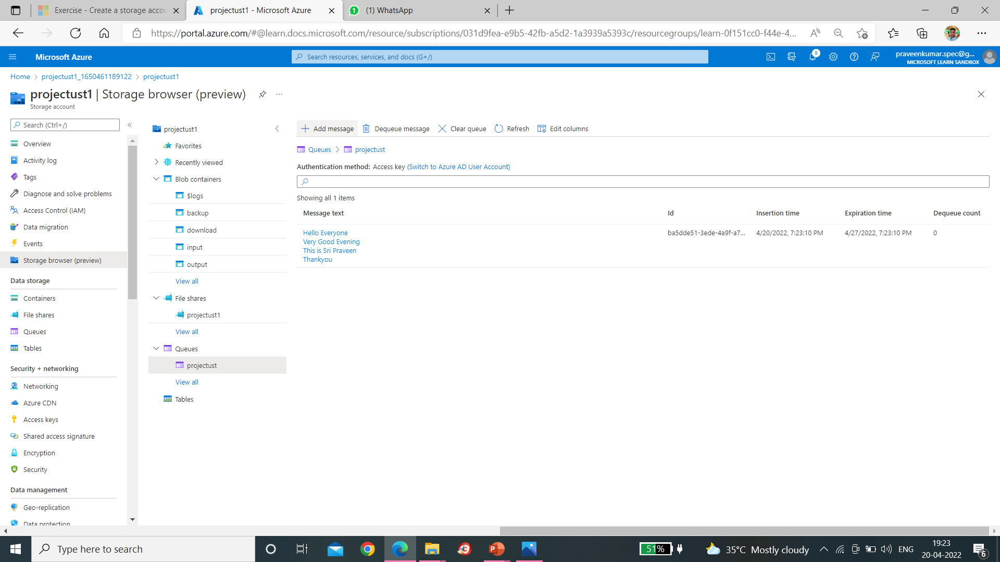 Exercise - Create a storage accou
projectust1 - Microsoft Azure
(1) WhatsApp
https://portal.azure.com/#@learn.docs.microsoft.com/resource/subscriptions/031d9fea-e9b5-42fb-a5d2-1a3939a5393c/resourcegroups/learn-0f151cc0-f44e-4...
Microsoft Azure
Search resources, services, and docs (G+/)
9
praveenkumar.spec@g...
MICROSOFT LEARN SANDBOX
Home > projectust1_1650461189122 > projectust1
projectust1 | Storage browser (preview)
Storage account
Search (Ctrl+/)
Overview
Activity log
Tags
Diagnose and solve problems
Access Control (IAM)
Data migration
Events
Storage browser (preview)
Data storage
Containers
File shares
Queues
Tables
Security + networking
Networking
Azure CDN
Access keys
Shared access signature
Encryption
Security
Data management
Geo-replication
Data protection
projectust1
Favorites
Recently viewed
Blob containers
$logs
backup
download
input
output
View all
File shares
projectust1
View all
Queues
projectust
View all
Tables
Add message
Dequeue message
Clear queue
Refresh
Edit columns
Queues > projectust
Authentication method: Access key (Switch to Azure AD User Account)
Showing all 1 items
Message text Id Insertion time Expiration time Dequeue count
Hello Everyone ba5dde51-3ede-4a9f-a7... 4/20/2022, 7:23:10 PM 4/27/2022, 7:23:10 PM 0
Very Good Evening
This is Sri Praveen
Thankyou
Type here to search
51%
35°C Mostly cloudy
ENG
19:23
20-04-2022
6